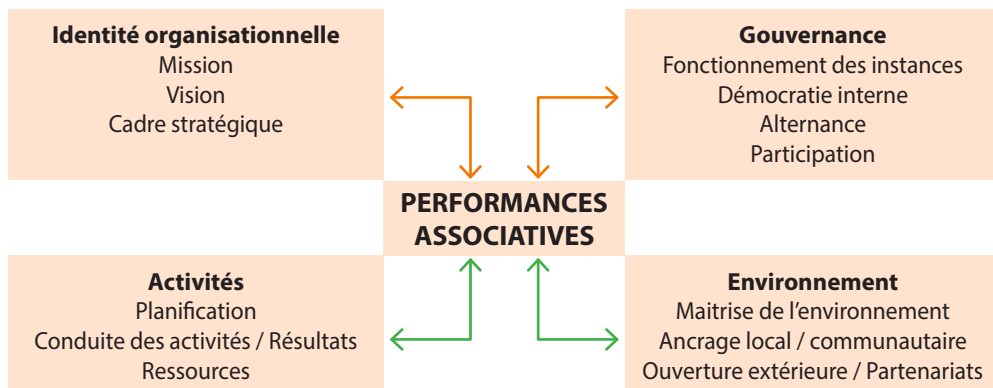 Identité organisationnelle
Mission
Vision
Cadre stratégique
Gouvernance
Fonctionnement des instances
Démocratie interne
Alternance
Participation
PERFORMANCES
ASSOCIATIVES
Activités
Planification
Conduite des activités / Résultats
Ressources
Environnement
Maitrise de l’environnement
Ancrage local / communautaire
Ouverture extérieure / Partenariats